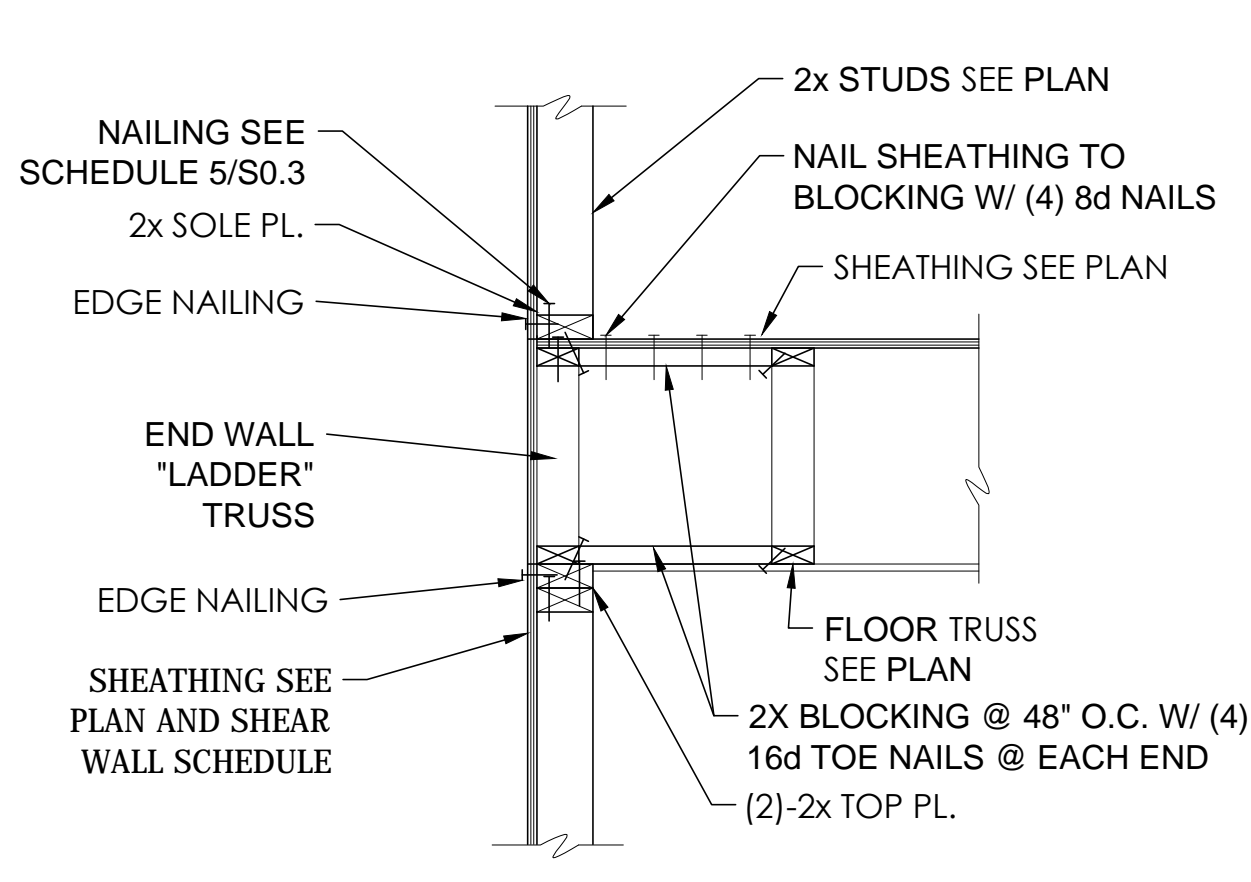 2x STUDS SEE PLAN
NAILING SEE
SCHEDULE 5/S0.3
NAIL SHEATHING TO
BLOCKING W/ (4) 8d NAILS
2x SOLE PL.
SHEATHING SEE PLAN
EDGE NAILING
END WALL
"LADDER"
TRUSS
EDGE NAILING
FLOOR TRUSS
SEE PLAN
SHEATHING SEE
PLAN AND SHEAR
WALL SCHEDULE
2X BLOCKING @ 48" O.C. W/ (4)
16d TOE NAILS @ EACH END
(2)-2x TOP PL.